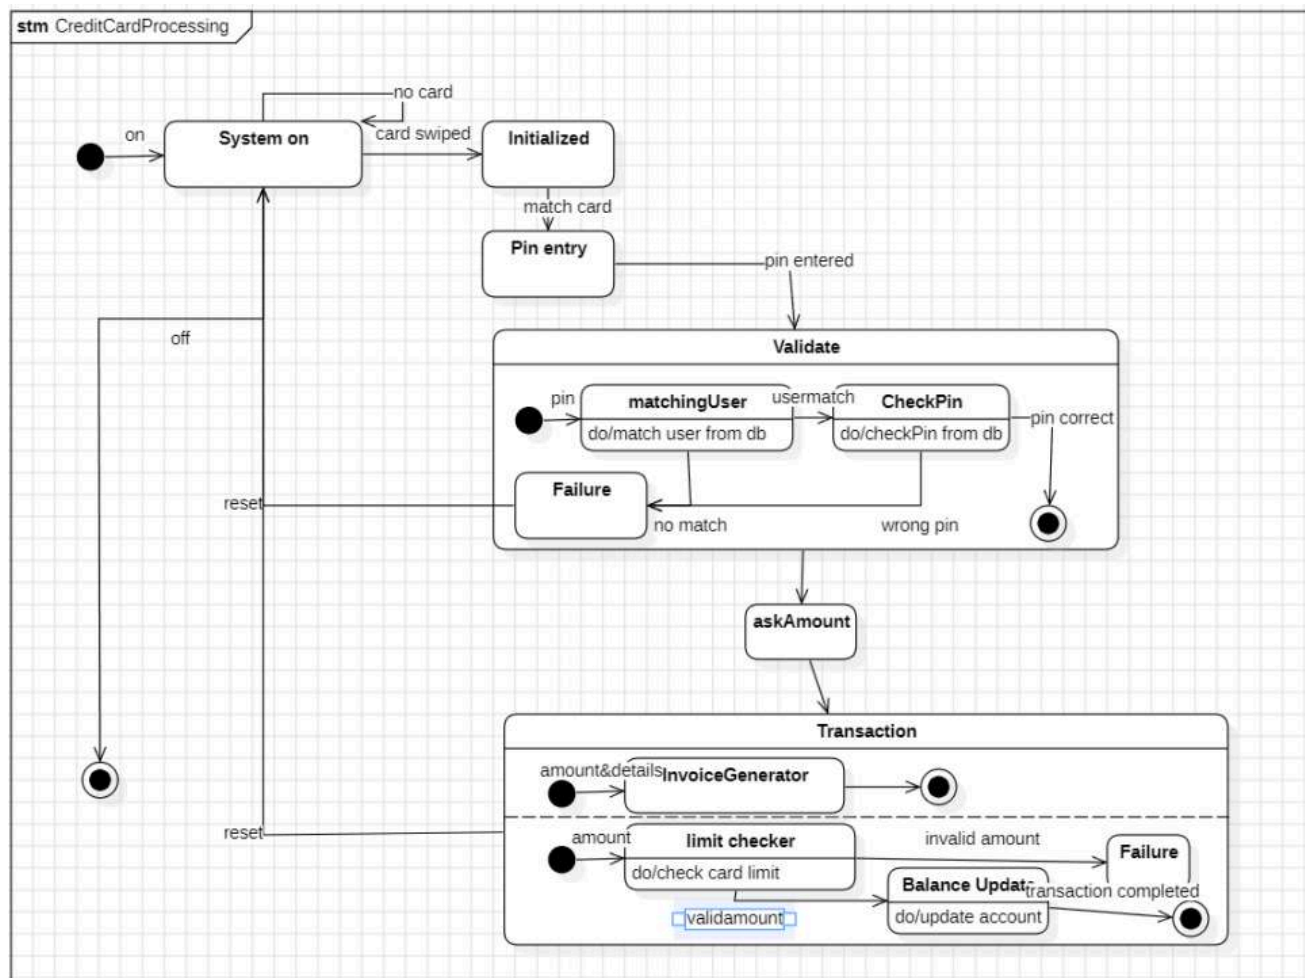 stm CreditCardProcessing
no card
on
System on
card swiped
Initialized
match card
Pin entry
pin entered
off
Validate
pin
matchingUser
usermatch
CheckPin
do/match user from db
do/checkPin from db
pin correct
Failure
reset
no match
wrong pin
askAmount
Transaction
amount&details
InvoiceGenerator
reset
amount
limit checker
invalid amount
do/check card limit
Failure
Balance Updat
transaction completed
validamount
do/update account